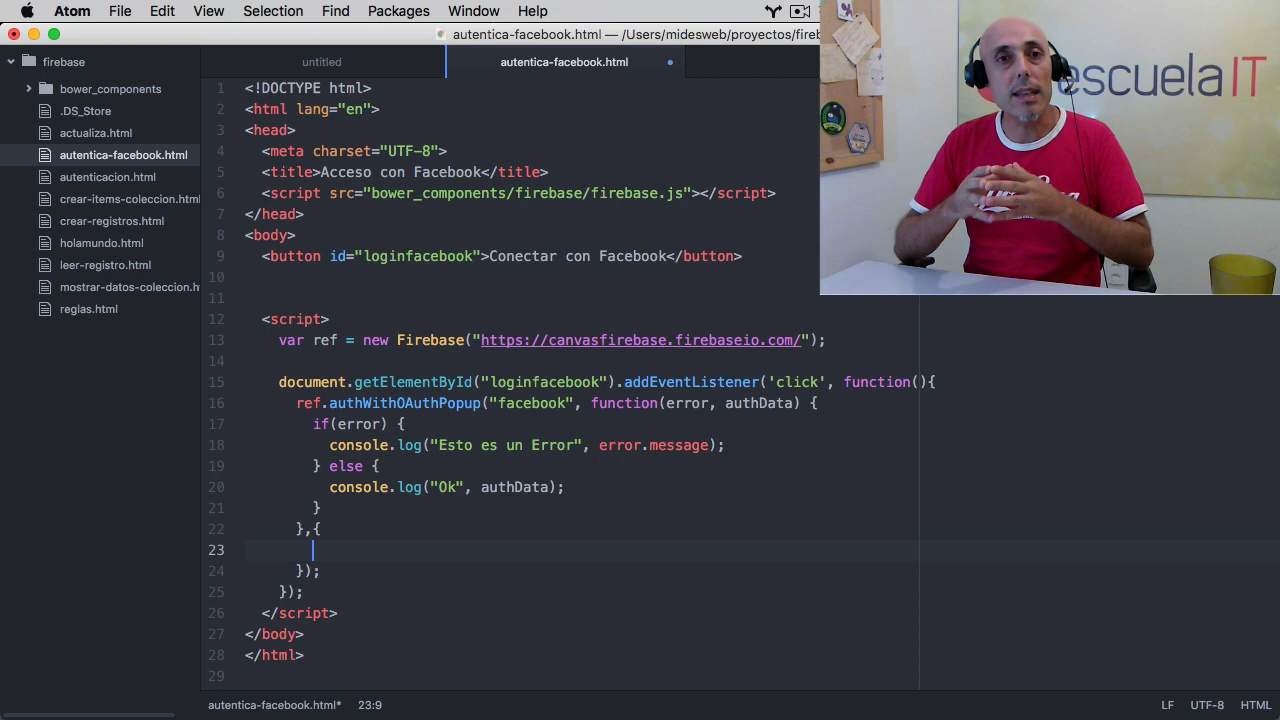 Atom File Edit View Selection Find Packages Window Help
autentica-facebook.html — /Users/midesweb/proyectos/fireb
escuelaIT
firebase
bower_components
.DS_Store
actualiza.html
autentica-facebook.html
autenticacion.html
crear-items-coleccion.html
crear-registros.html
holamundo.html
leer-registro.html
mostrar-datos-coleccion.h
reglas.html
untitled
autentica-facebook.html
1 <!DOCTYPE html>
2 <html lang="en">
3 <head>
4 <meta charset="UTF-8">
5 <title>Acceso con Facebook</title>
6 <script src="bower_components/firebase/firebase.js"></script>
7 </head>
8 <body>
9 <button id="loginfacebook">Conectar con Facebook</button>
10
11
12 <script>
13 var ref = new Firebase("https://canvasfirebase.firebaseio.com/");
14
15 document.getElementById("loginfacebook").addEventListener('click', function(){
16 ref.authWithOAuthPopup("facebook", function(error, authData) {
17 if(error) {
18 console.log("Esto es un Error", error.message);
19 } else {
20 console.log("Ok", authData);
21 }
22 },{
23
24 });
25 });
26 </script>
27 </body>
28 </html>
29
autentica-facebook.html* 23:9
LF UTF-8 HTML